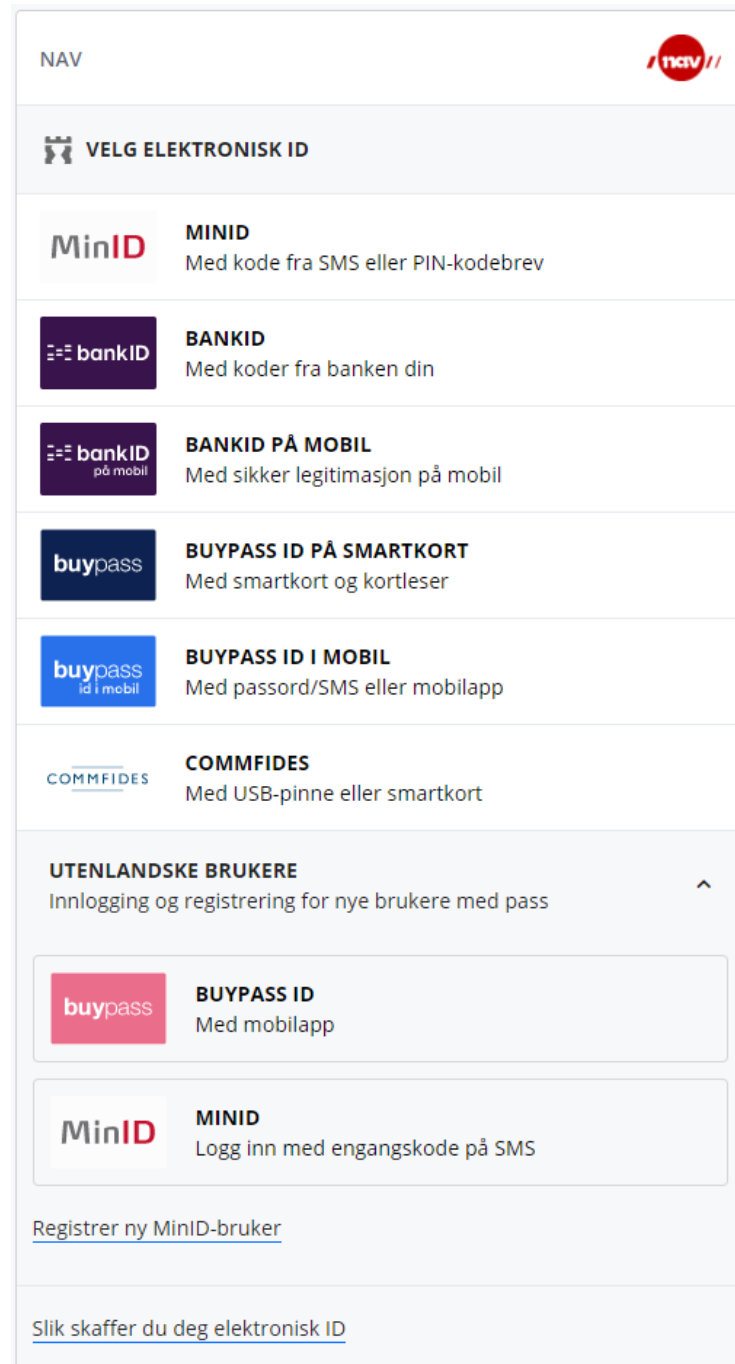 NAV
nav
VELG ELEKTRONISK ID
MinID
MINID
Med kode fra SMS eller PIN-kodebrev
bankID
BANKID
Med koder fra banken din
bankID
på mobil
BANKID PÅ MOBIL
Med sikker legitimasjon på mobil
buypass
BUYPASS ID PÅ SMARTKORT
Med smartkort og kortleser
buypass
id i mobil
BUYPASS ID I MOBIL
Med passord/SMS eller mobilapp
COMMFIDES
COMMFIDES
Med USB-pinne eller smartkort
UTENLANDSKE BRUKERE
Innlogging og registrering for nye brukere med pass
buypass
BUYPASS ID
Med mobilapp
MinID
MINID
Logg inn med engangskode på SMS
Registrer ny MinID-bruker
Slik skaffer du deg elektronisk ID